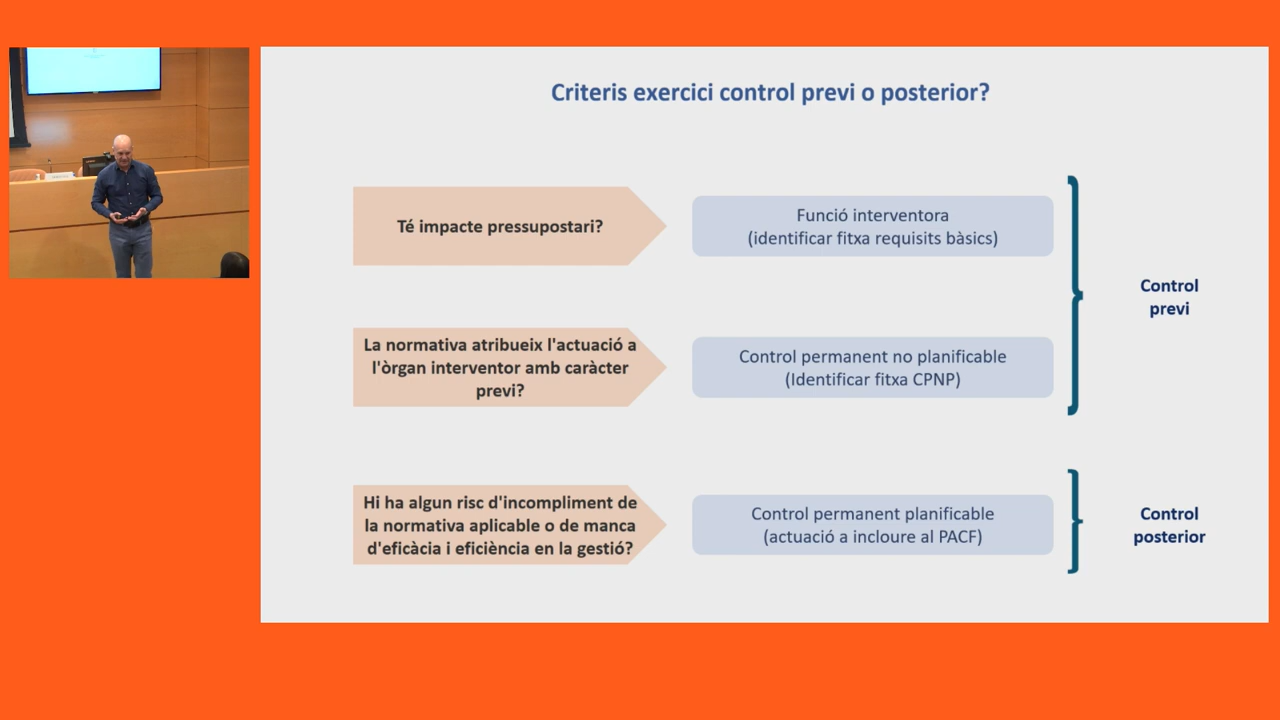 Criteris exercici control previ o posterior?
Té impacte pressupostari?
Funció interventora
(identificar fitxa requisits bàsics)
La normativa atribueix l'actuació a
l'òrgan interventor amb caràcter
previ?
Control permanent no planificable
(Identificar fitxa CPNP)
Control
previ
Hi ha algun risc d'incompliment de
la normativa aplicable o de manca
d'eficàcia i eficiència en la gestió?
Control permanent planificable
(actuació a incloure al PACF)
Control
posterior